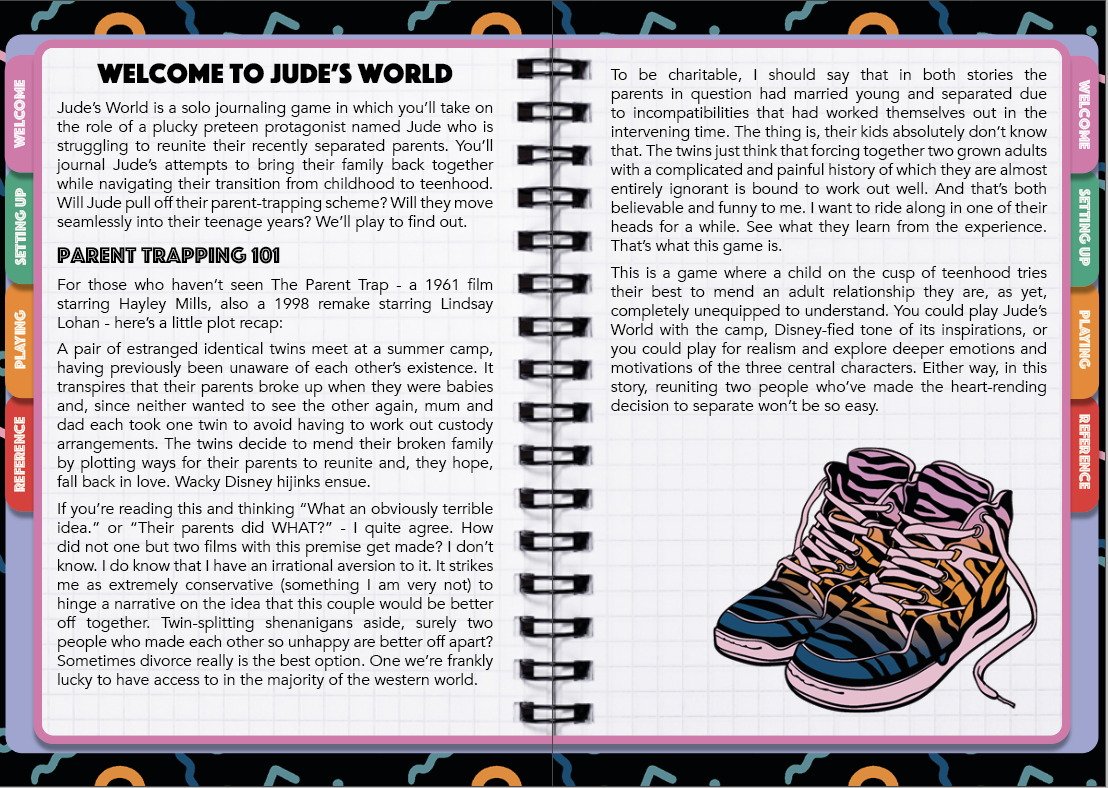 WELCOME TO JUDE'S WORLD
Jude's World is a solo journaling game in which you'll take on
the role of a plucky preteen protagonist named Jude who is
struggling to reunite their recently separated parents. You'll
journal Jude's attempts to bring their family back together
while navigating their transition from childhood to teenhood.
Will Jude pull off their parent-trapping scheme? Will they move
seamlessly into their teenage years? We'll play to find out.
PARENT TRAPPING 101
For those who haven't seen The Parent Trap - a 1961 film
starring Hayley Mills, also a 1998 remake starring Lindsay
Lohan - here's a little plot recap:
A pair of estranged identical twins meet at a summer camp,
having previously been unaware of each other's existence. It
transpires that their parents broke up when they were babies
and, since neither wanted to see the other again, mum and
dad each took one twin to avoid having to work out custody
arrangements. The twins decide to mend their broken family
by plotting ways for their parents to reunite and, they hope,
fall back in love. Wacky Disney hijinks ensue.
If you're reading this and thinking "What an obviously terrible
idea." or "Their parents did WHAT?" - I quite agree. How
did not one but two films with this premise get made? I don't
know. I do know that I have an irrational aversion to it. It strikes
me as extremely conservative (something I am very not) to
hinge a narrative on the idea that this couple would be better
off together. Twin-splitting shenanigans aside, surely two
people who made each other so unhappy are better off apart?
Sometimes divorce really is the best option. One we're frankly
lucky to have access to in the majority of the western world.
To be charitable, I should say that in both stories the
parents in question had married young and separated due
to incompatibilities that had worked themselves out in the
intervening time. The thing is, their kids absolutely don't know
that. The twins just think that forcing together two grown adults
with a complicated and painful history of which they are almost
entirely ignorant is bound to work out well. And that's both
believable and funny to me. I want to ride along in one of their
heads for a while. See what they learn from the experience.
That's what this game is.
This is a game where a child on the cusp of teenhood tries
their best to mend an adult relationship they are, as yet,
completely unequipped to understand. You could play Jude's
World with the camp, Disney-fied tone of its inspirations, or
you could play for realism and explore deeper emotions and
motivations of the three central characters. Either way, in this
story, reuniting two people who've made the heart-rending
decision to separate won't be so easy.
WELCOME
SETTING UP
PLAYING
REFERENCE
WELCOME
SETTING UP
PLAYING
REFERENCE